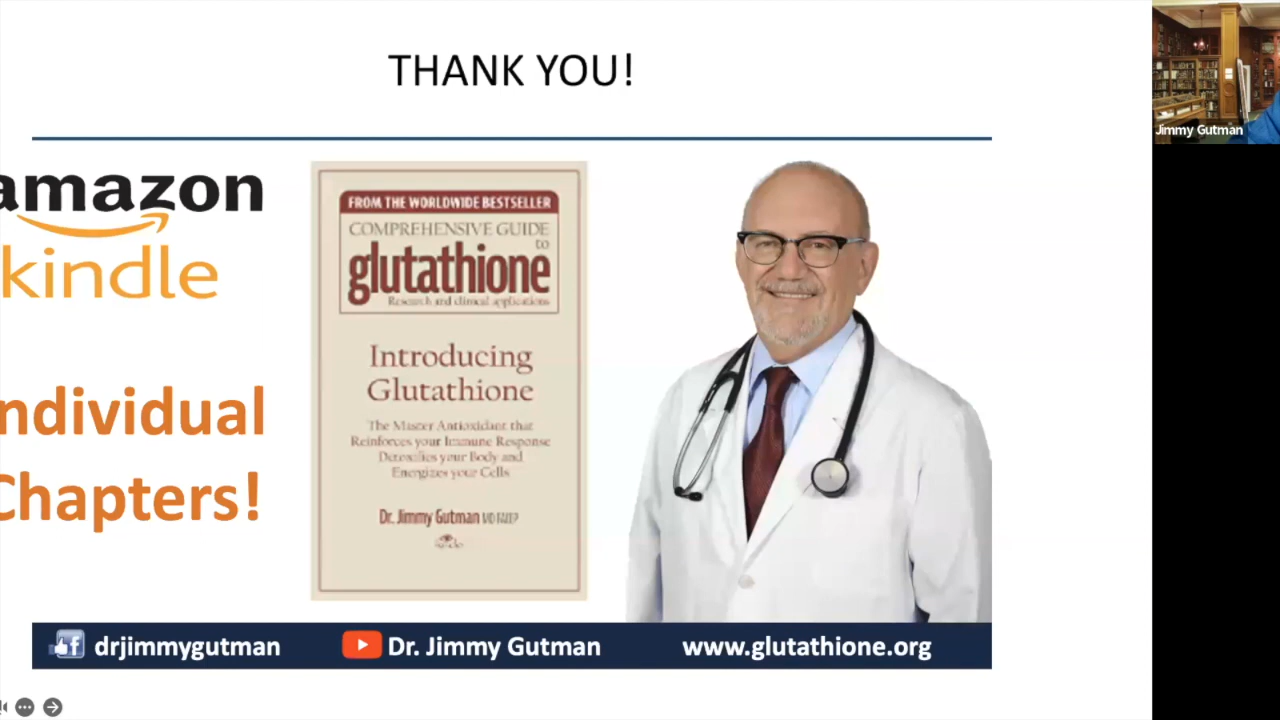 THANK YOU!
amazon
kindle
ndividual
Chapters!
FROM THE WORLDWIDE BESTSELLER
COMPREHENSIVE GUIDE
to
glutathione
Research and clinical applications
Introducing
Glutathione
The Master Antioxidant that
Reinforces your Immune Response
Detoxifies your Body and
Energizes your Cells
Dr. Jimmy Gutman MD
drjimmygutman
Dr. Jimmy Gutman
www.glutathione.org
Jimmy Gutman